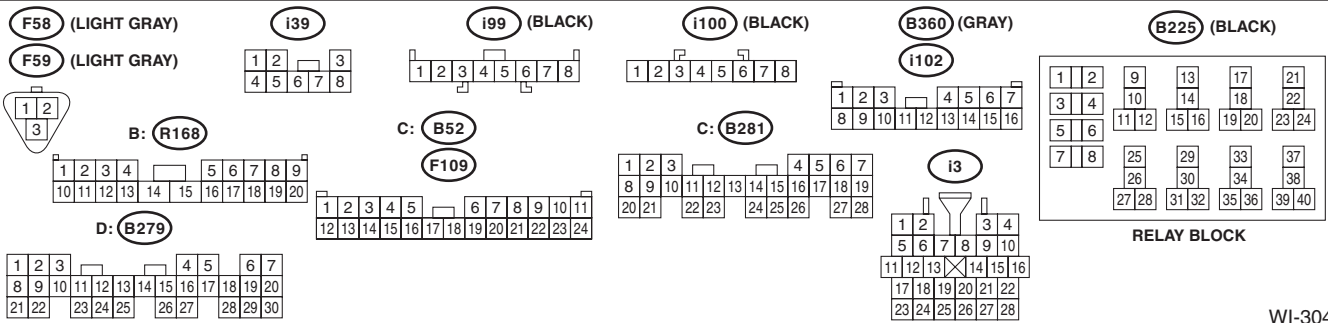 F58 (LIGHT GRAY)
F59 (LIGHT GRAY)
1 2
3
i39
1 2 3
4 5 6 7 8
i99 (BLACK)
1 2 3 4 5 6 7 8
i100 (BLACK)
1 2 3 4 5 6 7 8
B360 (GRAY)
i102
1 2 3 4 5 6 7
8 9 10 11 12 13 14 15 16
B225 (BLACK)
1 2
3 4
5 6
7 8
9 13 17 21
10 14 18 22
11 12 15 16 19 20 23 24
25 29 33 37
26 30 34 38
27 28 31 32 35 36 39 40
RELAY BLOCK
B: R168
1 2 3 4 5 6 7 8 9
10 11 12 13 14 15 16 17 18 19 20
C: B52
F109
1 2 3 4 5 6 7 8 9 10 11
12 13 14 15 16 17 18 19 20 21 22 23 24
C: B281
1 2 3 4 5 6 7
8 9 10 11 12 13 14 15 16 17 18 19
20 21 22 23 24 25 26 27 28
i3
1 2 3 4
5 6 7 8 9 10
11 12 13 14 15 16
17 18 19 20 21 22
23 24 25 26 27 28
D: B279
1 2 3 4 5 6 7
8 9 10 11 12 13 14 15 16 17 18 19 20
21 22 23 24 25 26 27 28 29 30
WI-304